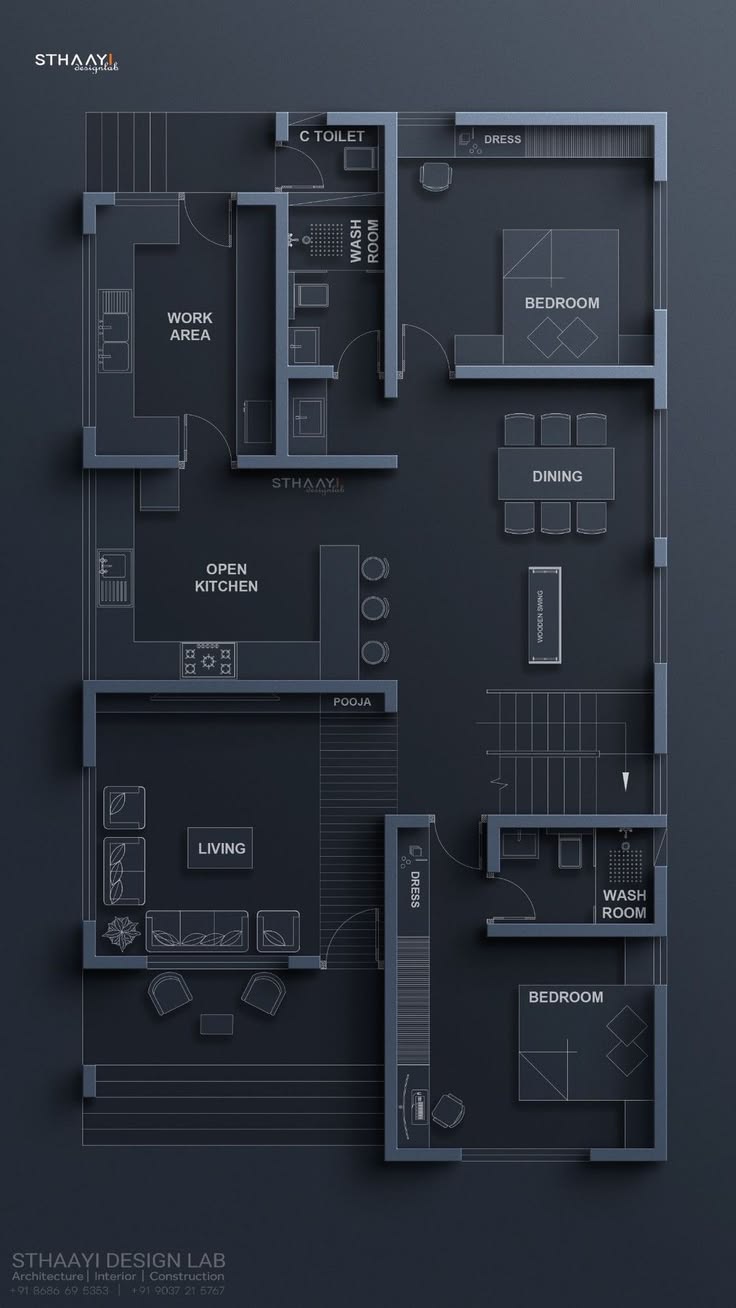 STHAAYI
designlab
C TOILET
DRESS
WASH
ROOM
BEDROOM
WORK
AREA
DINING
STHAAYI
designlab
OPEN
KITCHEN
WOODEN SWING
POOJA
LIVING
DRESS
WASH
ROOM
BEDROOM
STHAAYI DESIGN LAB
Architecture | Interior | Construction
+91 8686 69 5353 | +91 9037 21 5767